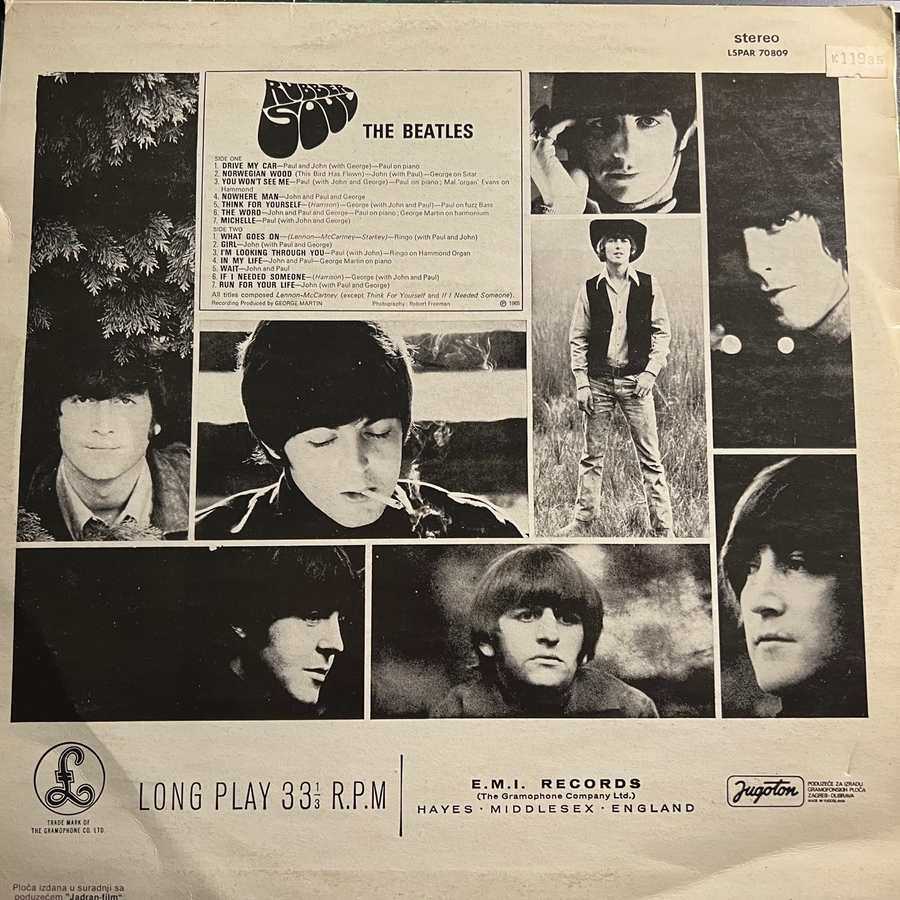 stereo
LSPAR 70809
K11935
RUBBER
SOUL
THE BEATLES
SIDE ONE
1. DRIVE MY CAR—Paul and John (with George)—Paul on piano
2. NORWEGIAN WOOD (This Bird Has Flown)—John (with Paul)—George on Sitar
3. YOU WON'T SEE ME—Paul (with John and George)—Paul on piano; Mal 'organ' Evans on
Hammond
4. NOWHERE MAN—John and Paul and George
5. THINK FOR YOURSELF—(Harrison)—George (with John and Paul)—Paul on fuzz Bass
6. THE WORD—John and Paul and George—Paul on piano; George Martin on harmonium
7. MICHELLE—Paul (with John and George)
SIDE TWO
1. WHAT GOES ON—(Lennon-McCartney-Starkey)—Ringo (with Paul and John)
2. GIRL—John (with Paul and George)
3. I'M LOOKING THROUGH YOU—Paul (with John)—Ringo on Hammond Organ
4. IN MY LIFE—John and Paul—George Martin on piano
5. WAIT—John and Paul
6. IF I NEEDED SOMEONE—(Harrison)—George (with John and Paul)
7. RUN FOR YOUR LIFE—John (with Paul and George)
All titles composed Lennon-McCartney (except Think For Yourself and If I Needed Someone).
Recording Produced by GEORGE MARTIN Photography: Robert Freeman ℗ 1965
£
TRADE MARK OF
THE GRAMOPHONE CO. LTD.
LONG PLAY 33 1/3 R.P.M
E.M.I. RECORDS
(The Gramophone Company Ltd.)
HAYES · MIDDLESEX · ENGLAND
Jugoton
PODUZEĆE ZA IZRADU
GRAMOFONSKIH PLOČA
ZAGREB-DUBRAVA
MADE IN YUGOSLAVIA
Ploča izdana u suradnji sa
poduzećem "Jadran-film"